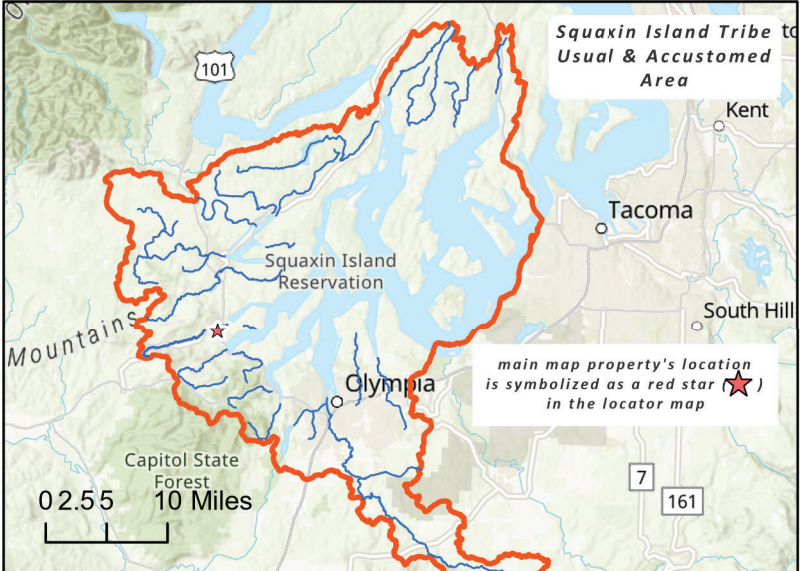 Squaxin Island Tribe
Usual & Accustomed
Area
to
101
Kent
Tacoma
Squaxin Island
Reservation
South Hill
Mountains
main map property's location
is symbolized as a red star ( )
in the locator map
Olympia
Capitol State
Forest
7
161
0 2.5 5 10 Miles